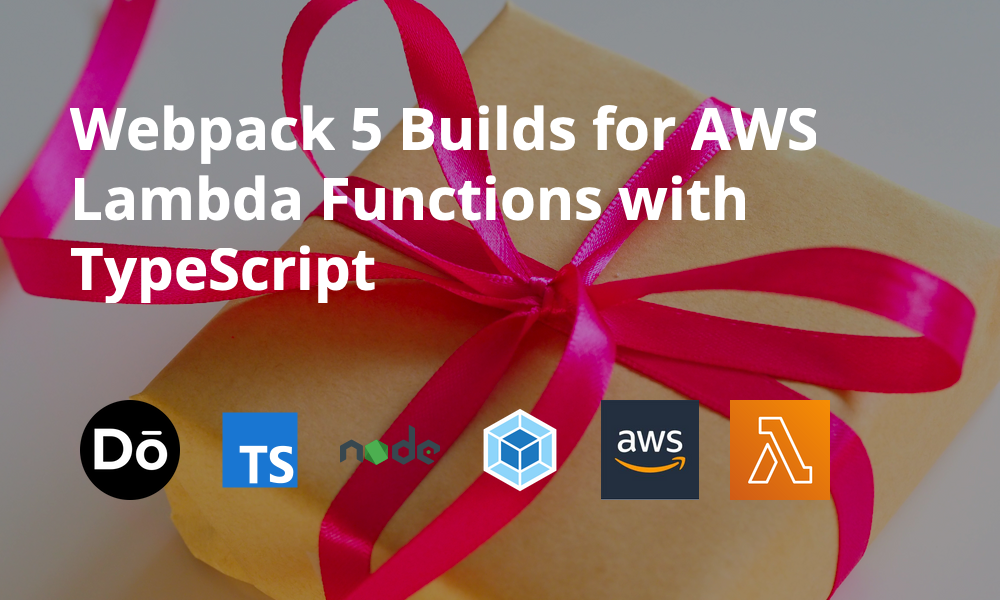 Webpack 5 Builds for AWS
Lambda Functions with
TypeScript
Dō
TS
node
aws